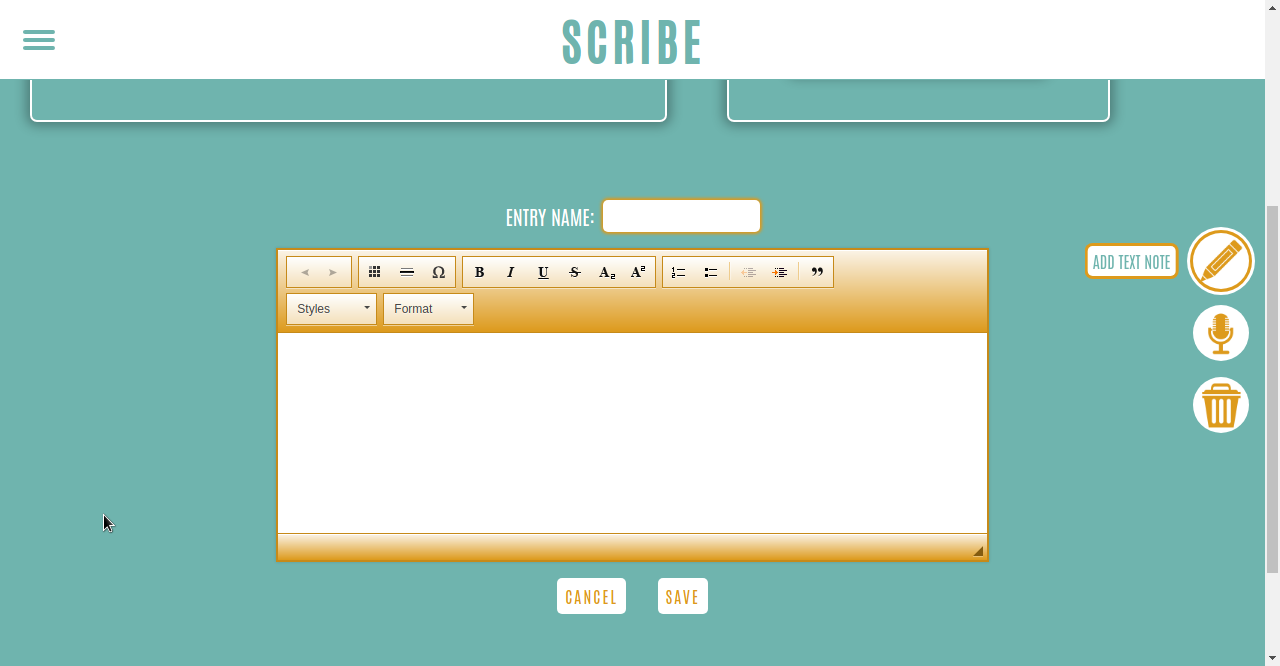 SCRIBE
ENTRY NAME:
Ω B I U S A₂ A²
ADD TEXT NOTE
Styles Format
CANCEL SAVE